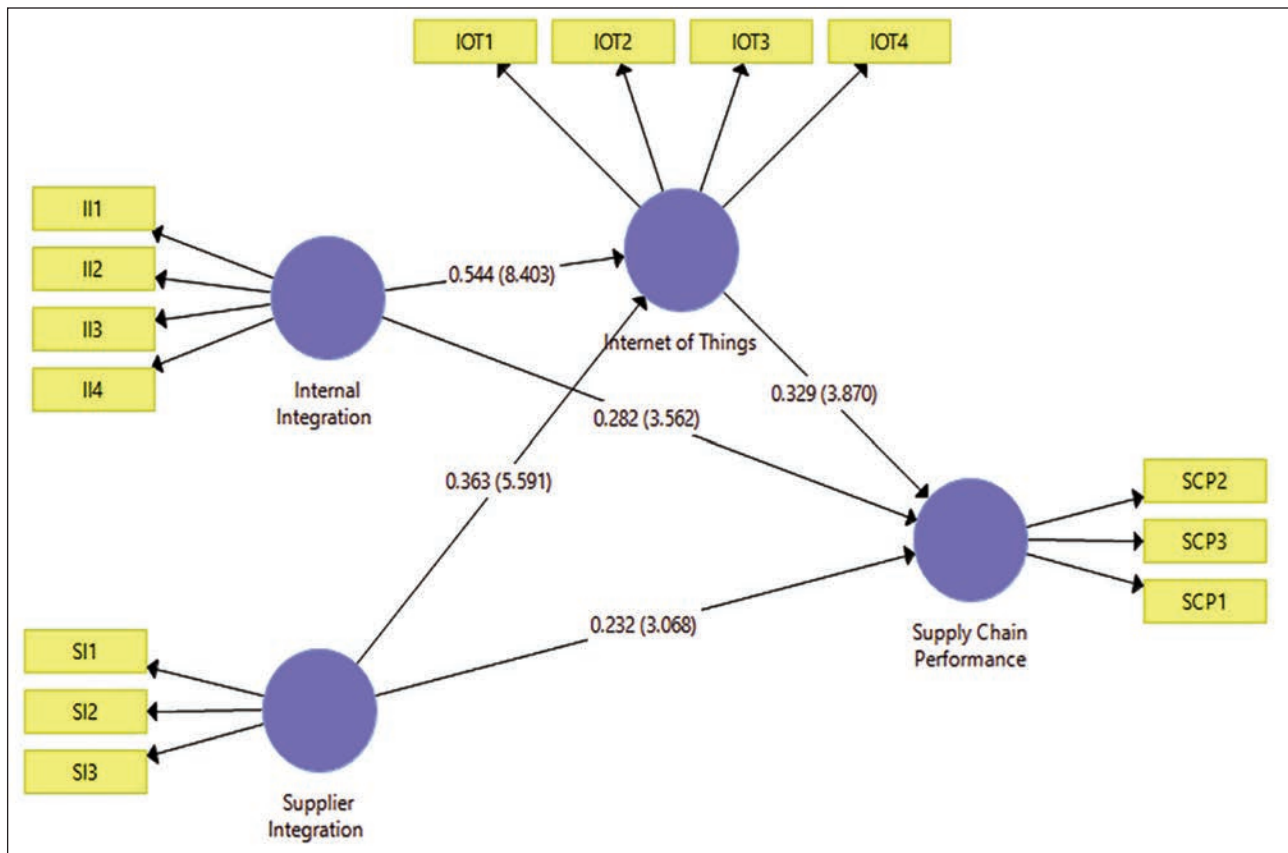 IOT1
IOT2
IOT3
IOT4
II1
II2
II3
II4
Internal
Integration
0.544 (8.403)
Internet of Things
0.329 (3.870)
0.282 (3.562)
0.363 (5.591)
SCP2
SCP3
SCP1
Supply Chain
Performance
0.232 (3.068)
SI1
SI2
SI3
Supplier
Integration